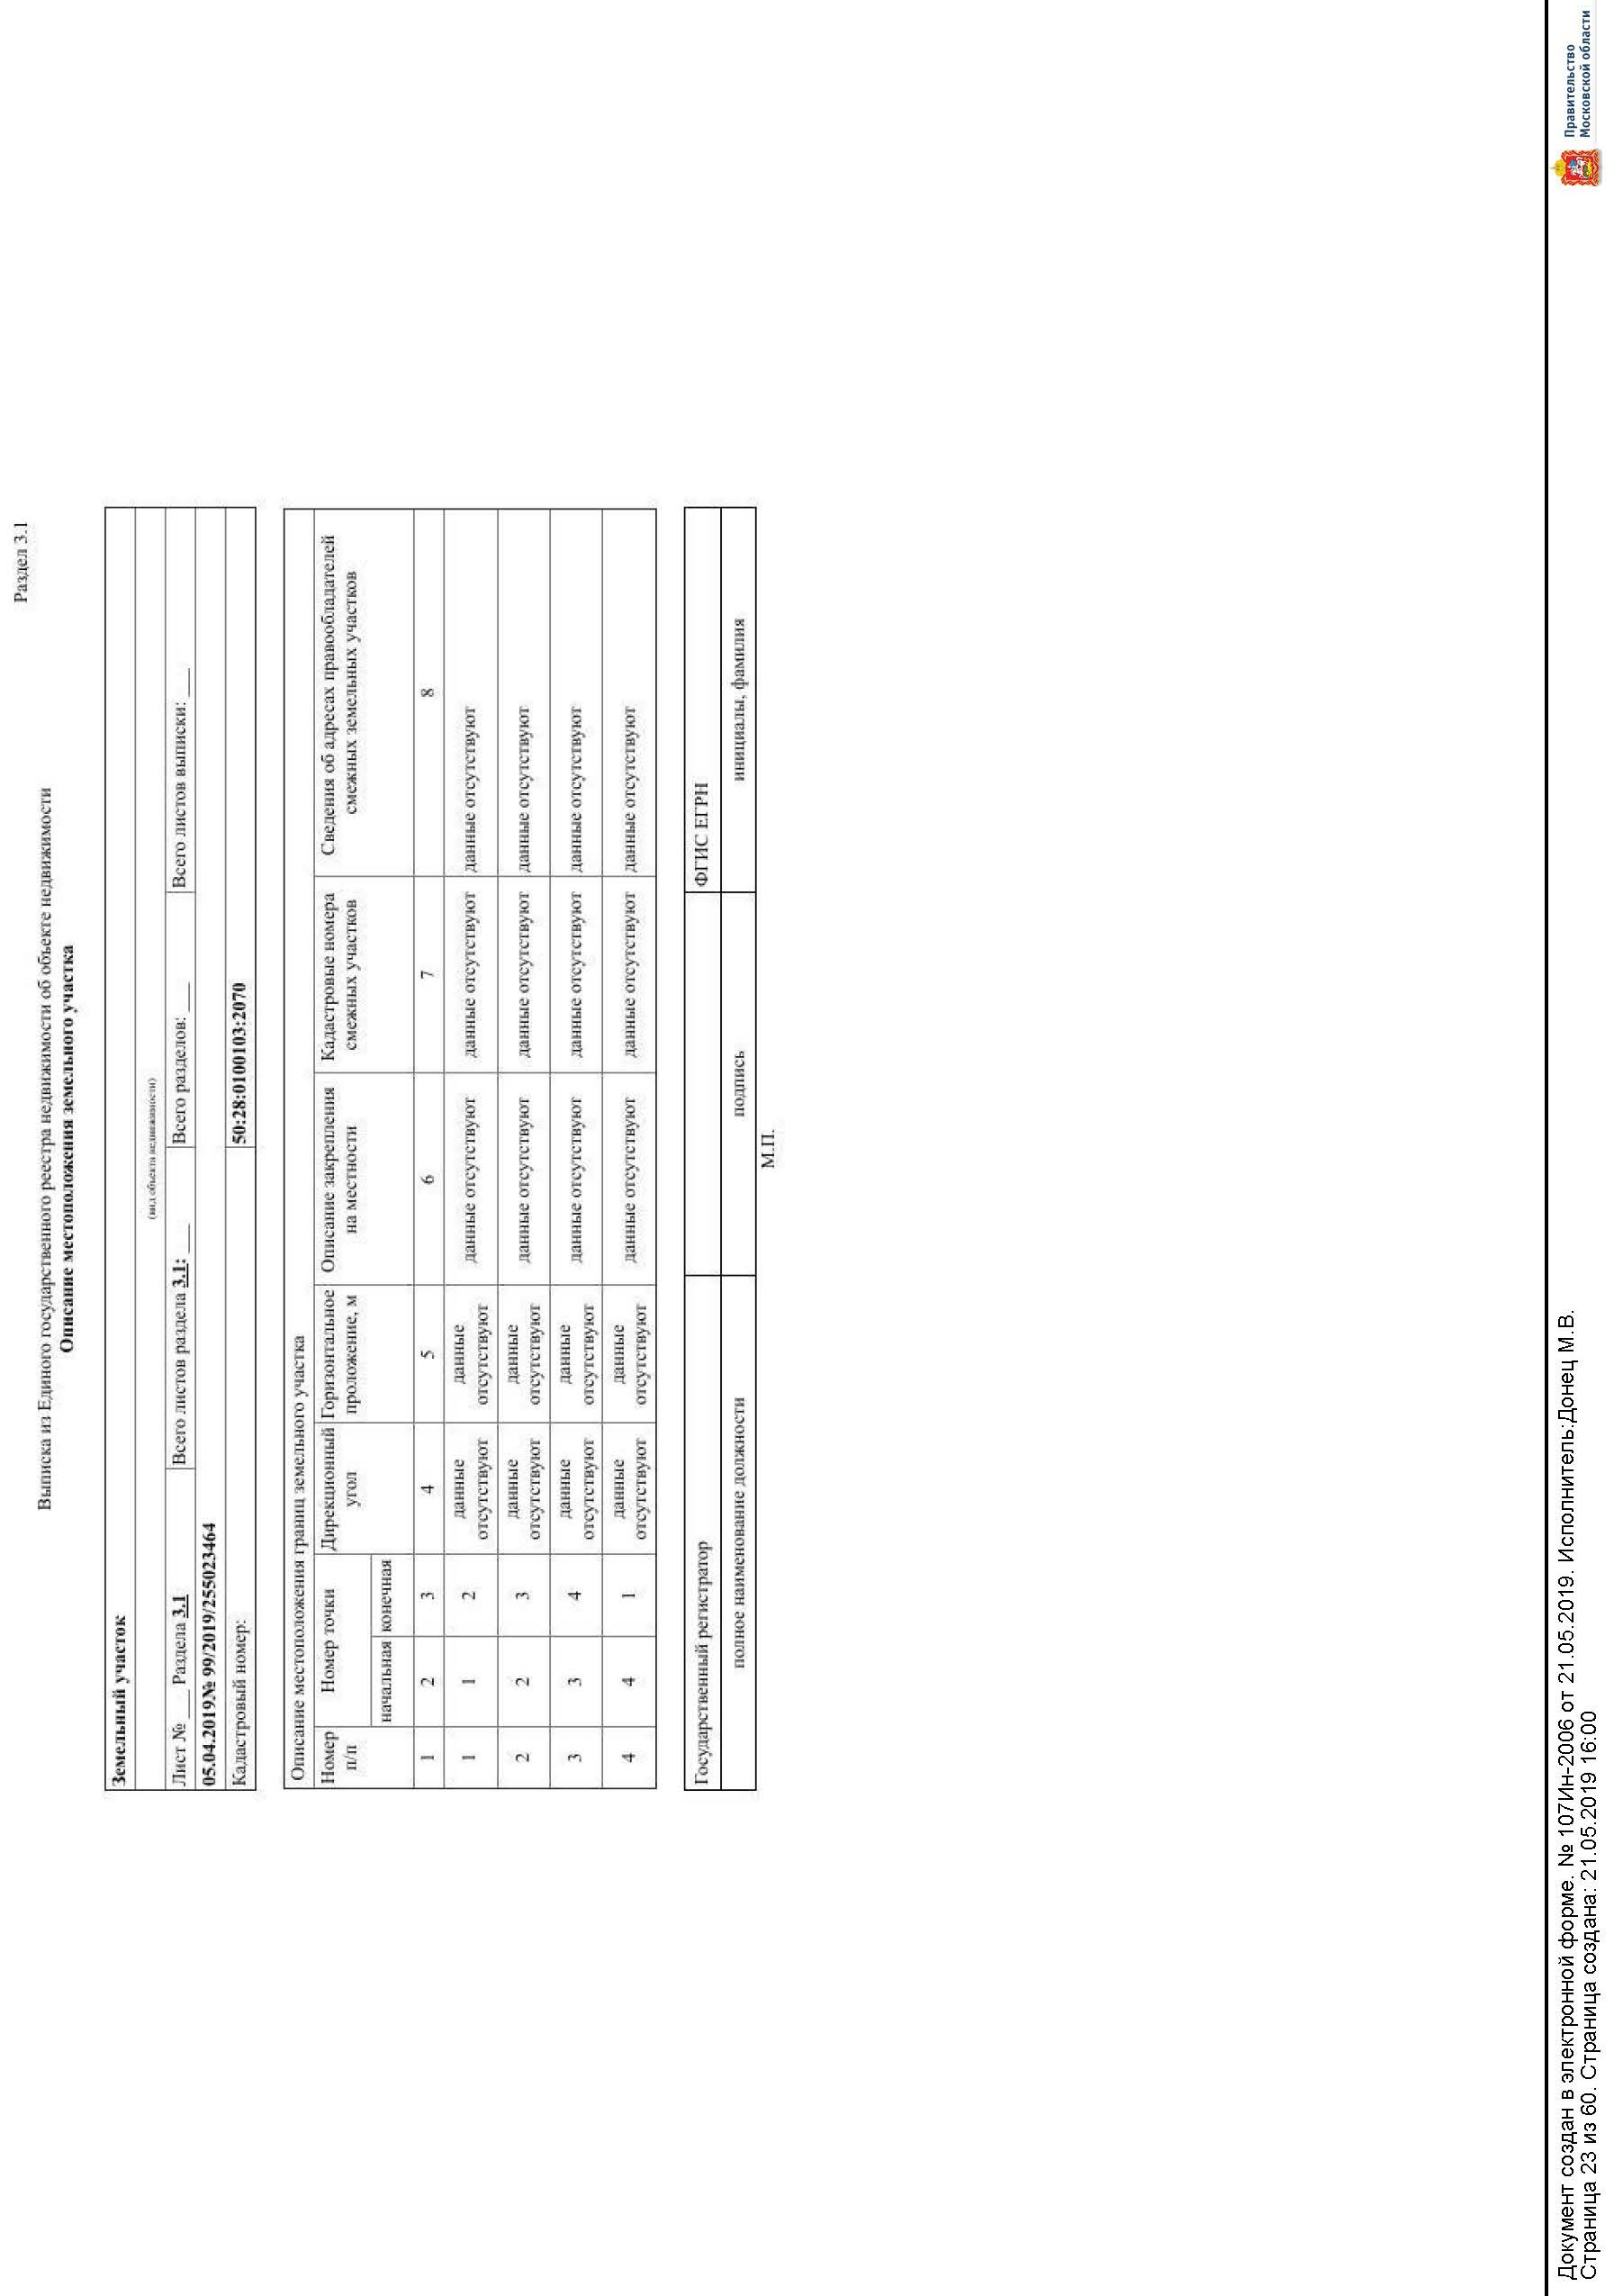 Раздел 3.1
Выписка из Единого государственного реестра недвижимости об объекте недвижимости
Описание местоположения земельного участка
Земельный участок
(вид объекта недвижимости)
Лист № ___ Раздела 3.1 Всего листов раздела 3.1: ___ Всего разделов: ___ Всего листов выписки: ___
05.04.2019№ 99/2019/255023464
Кадастровый номер: 50:28:0100103:2070
Описание местоположения границ земельного участка
Номер п/п Номер точки Дирекционный угол Горизонтальное проложение, м Описание закрепления на местности Кадастровые номера смежных участков Сведения об адресах правообладателей смежных земельных участков
начальная конечная
1 2 3 4 5 6 7 8
1 1 2 данные отсутствуют данные отсутствуют данные отсутствуют данные отсутствуют данные отсутствуют
2 2 3 данные отсутствуют данные отсутствуют данные отсутствуют данные отсутствуют данные отсутствуют
3 3 4 данные отсутствуют данные отсутствуют данные отсутствуют данные отсутствуют данные отсутствуют
4 4 1 данные отсутствуют данные отсутствуют данные отсутствуют данные отсутствуют данные отсутствуют
Государственный регистратор ФГИС ЕГРН
полное наименование должности подпись инициалы, фамилия
М.П.
Документ создан в электронной форме. № 107Ин-2006 от 21.05.2019. Исполнитель:Донец М.В.
Страница 23 из 60. Страница создана: 21.05.2019 16:00
Правительство
Московской области